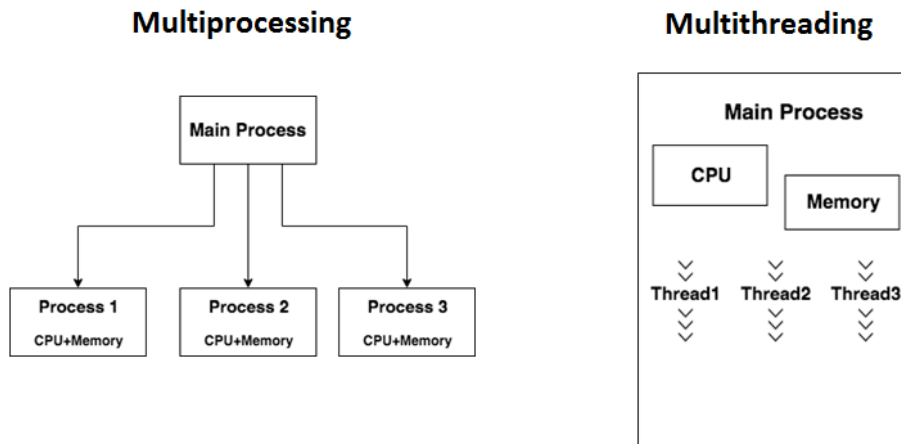 Multiprocessing
Main Process
Process 1
CPU+Memory
Process 2
CPU+Memory
Process 3
CPU+Memory
Multithreading
Main Process
CPU
Memory
Thread1
Thread2
Thread3